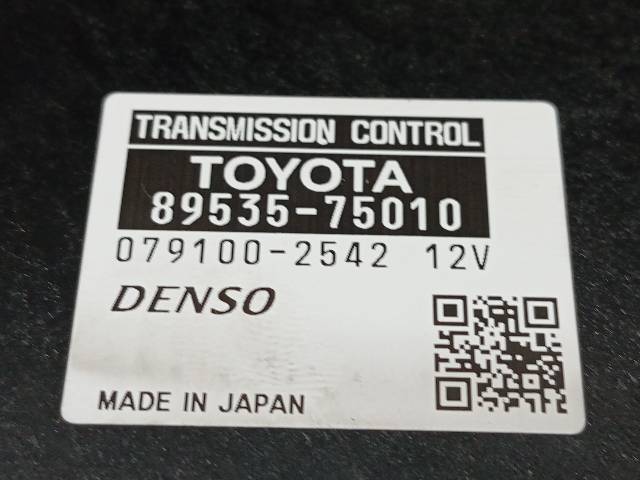 TRANSMISSION CONTROL
TOYOTA
89535-75010
079100-2542 12V
DENSO
MADE IN JAPAN